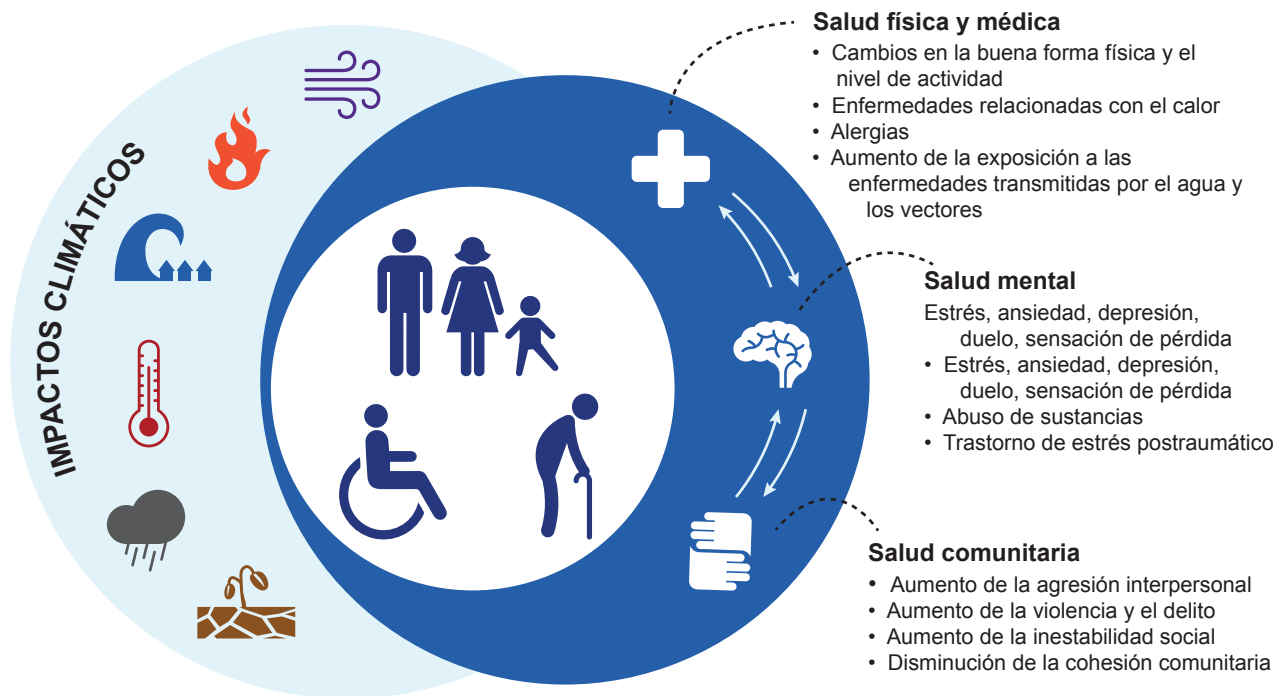 IMPACTOS CLIMÁTICOS
Salud física y médica
• Cambios en la buena forma física y el
nivel de actividad
• Enfermedades relacionadas con el calor
• Alergias
• Aumento de la exposición a las
enfermedades transmitidas por el agua y
los vectores
Salud mental
Estrés, ansiedad, depresión,
duelo, sensación de pérdida
• Estrés, ansiedad, depresión,
duelo, sensación de pérdida
• Abuso de sustancias
• Trastorno de estrés postraumático
Salud comunitaria
• Aumento de la agresión interpersonal
• Aumento de la violencia y el delito
• Aumento de la inestabilidad social
• Disminución de la cohesión comunitaria